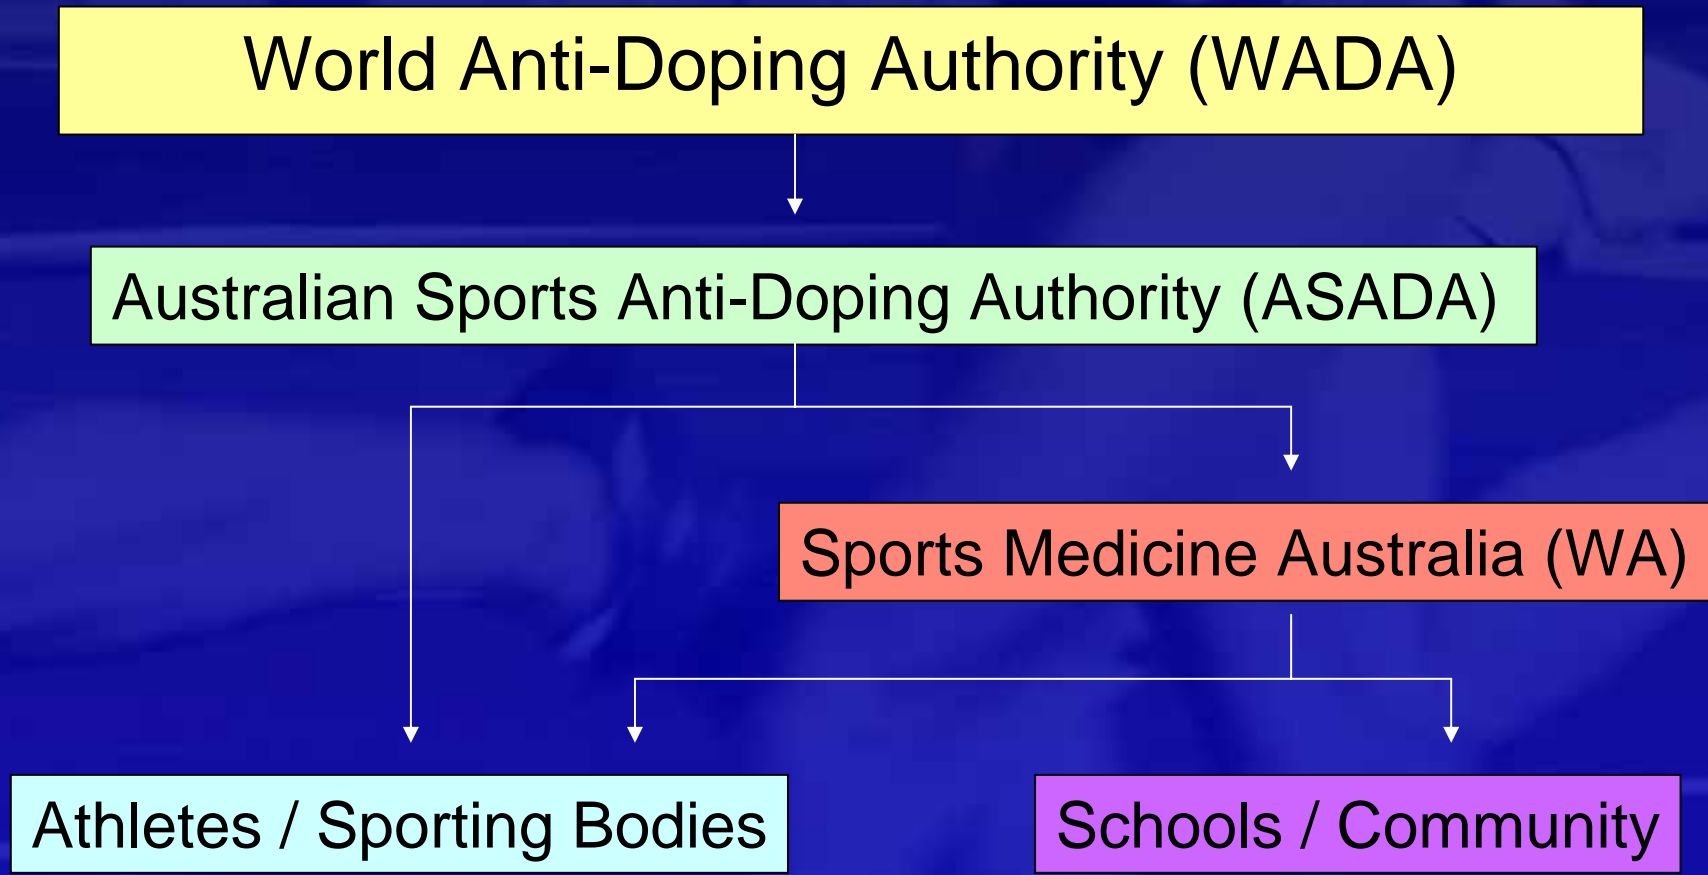 World Anti-Doping Authority (WADA)
Australian Sports Anti-Doping Authority (ASADA)
Sports Medicine Australia (WA)
Athletes / Sporting Bodies
Schools / Community